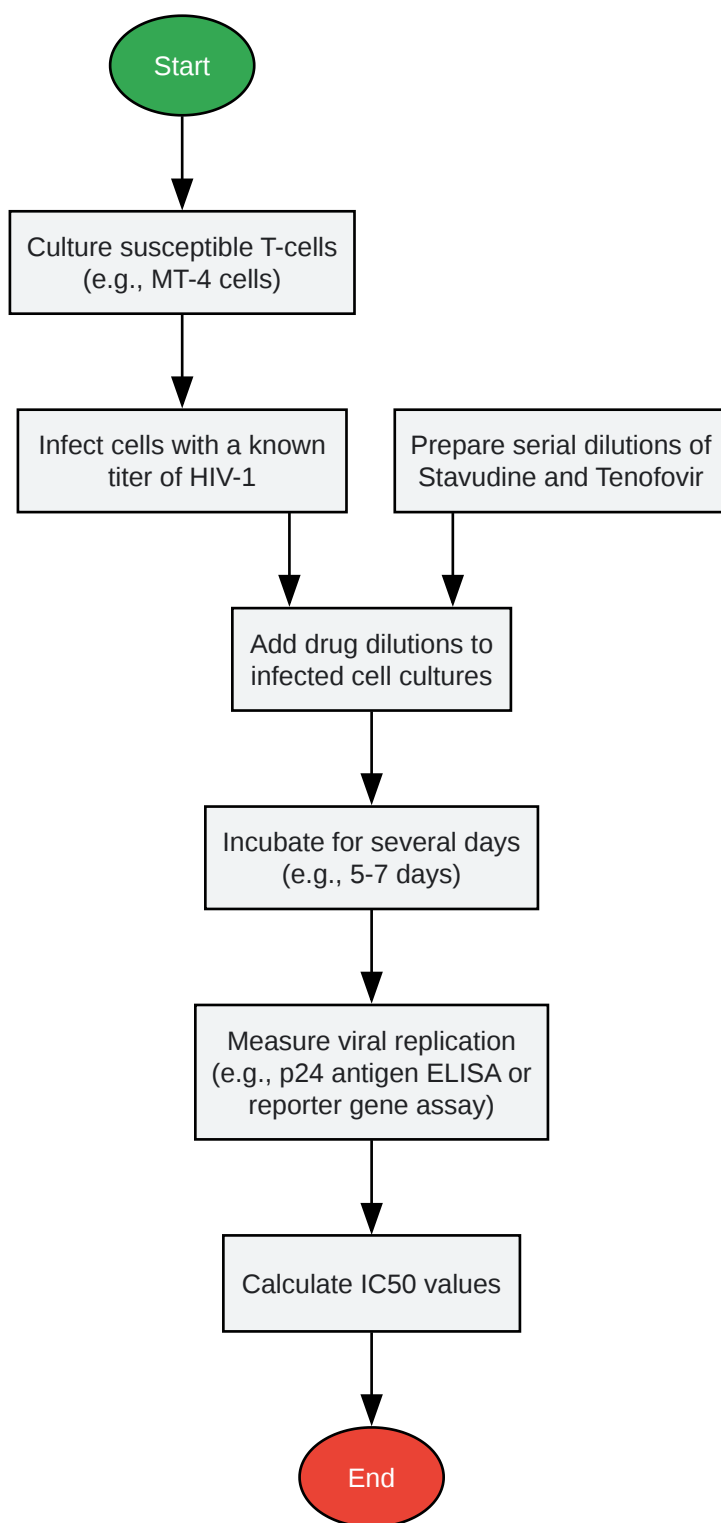 Start
Culture susceptible T-cells
(e.g., MT-4 cells)
Infect cells with a known
titer of HIV-1
Prepare serial dilutions of
Stavudine and Tenofovir
Add drug dilutions to
infected cell cultures
Incubate for several days
(e.g., 5-7 days)
Measure viral replication
(e.g., p24 antigen ELISA or
reporter gene assay)
Calculate IC50 values
End